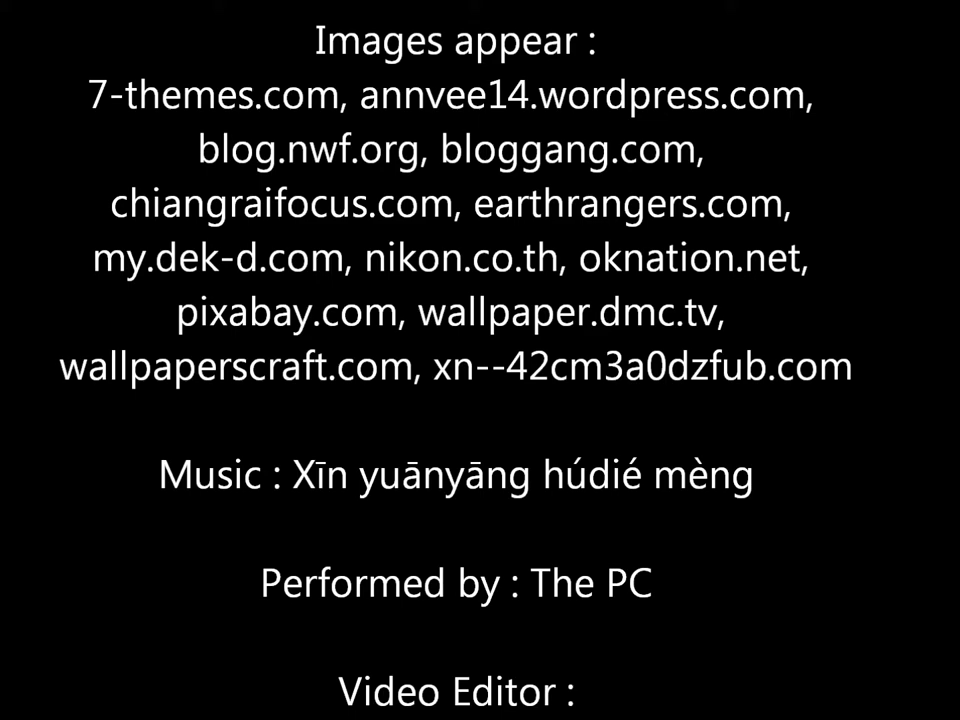 Images appear :
7-themes.com, annvee14.wordpress.com,
blog.nwf.org, bloggang.com,
chiangraifocus.com, earthrangers.com,
my.dek-d.com, nikon.co.th, oknation.net,
pixabay.com, wallpaper.dmc.tv,
wallpaperscraft.com, xn--42cm3a0dzfub.com
Music : Xīn yuānyāng húdié mèng
Performed by : The PC
Video Editor :